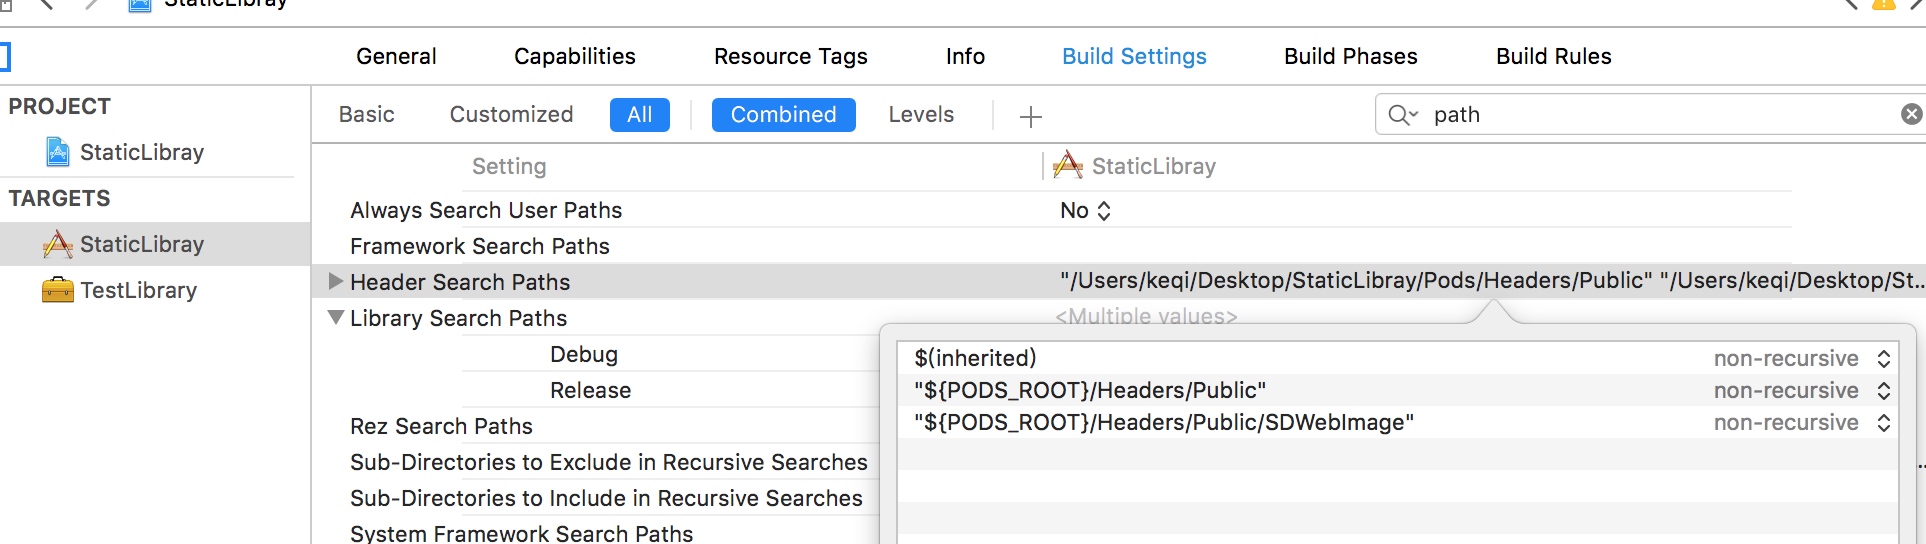 StaticLibray
General Capabilities Resource Tags Info Build Settings Build Phases Build Rules
PROJECT
StaticLibray
TARGETS
StaticLibray
TestLibrary
Basic Customized All Combined Levels path
Setting StaticLibray
Always Search User Paths No
Framework Search Paths
Header Search Paths "/Users/keqi/Desktop/StaticLibray/Pods/Headers/Public" "/Users/keqi/Desktop/St...
Library Search Paths <Multiple values>
Debug
Release
Rez Search Paths
Sub-Directories to Exclude in Recursive Searches
Sub-Directories to Include in Recursive Searches
System Framework Search Paths
$(inherited) non-recursive
"${PODS_ROOT}/Headers/Public" non-recursive
"${PODS_ROOT}/Headers/Public/SDWebImage" non-recursive